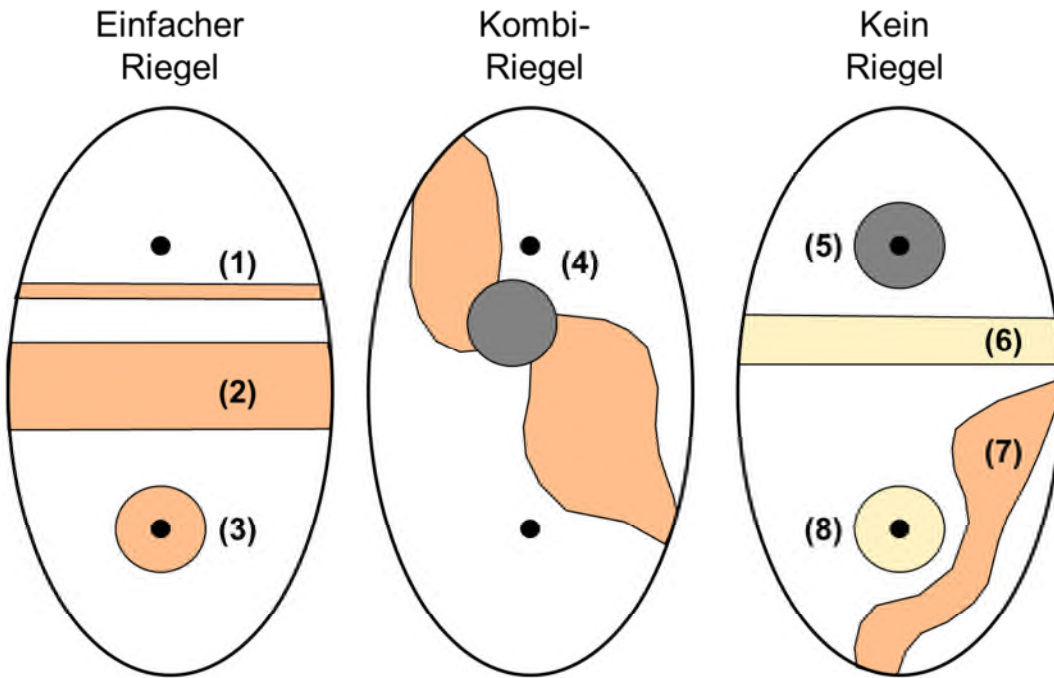 Einfacher
Riegel
Kombi-
Riegel
Kein
Riegel
(1)
(2)
(3)
(4)
(5)
(6)
(7)
(8)